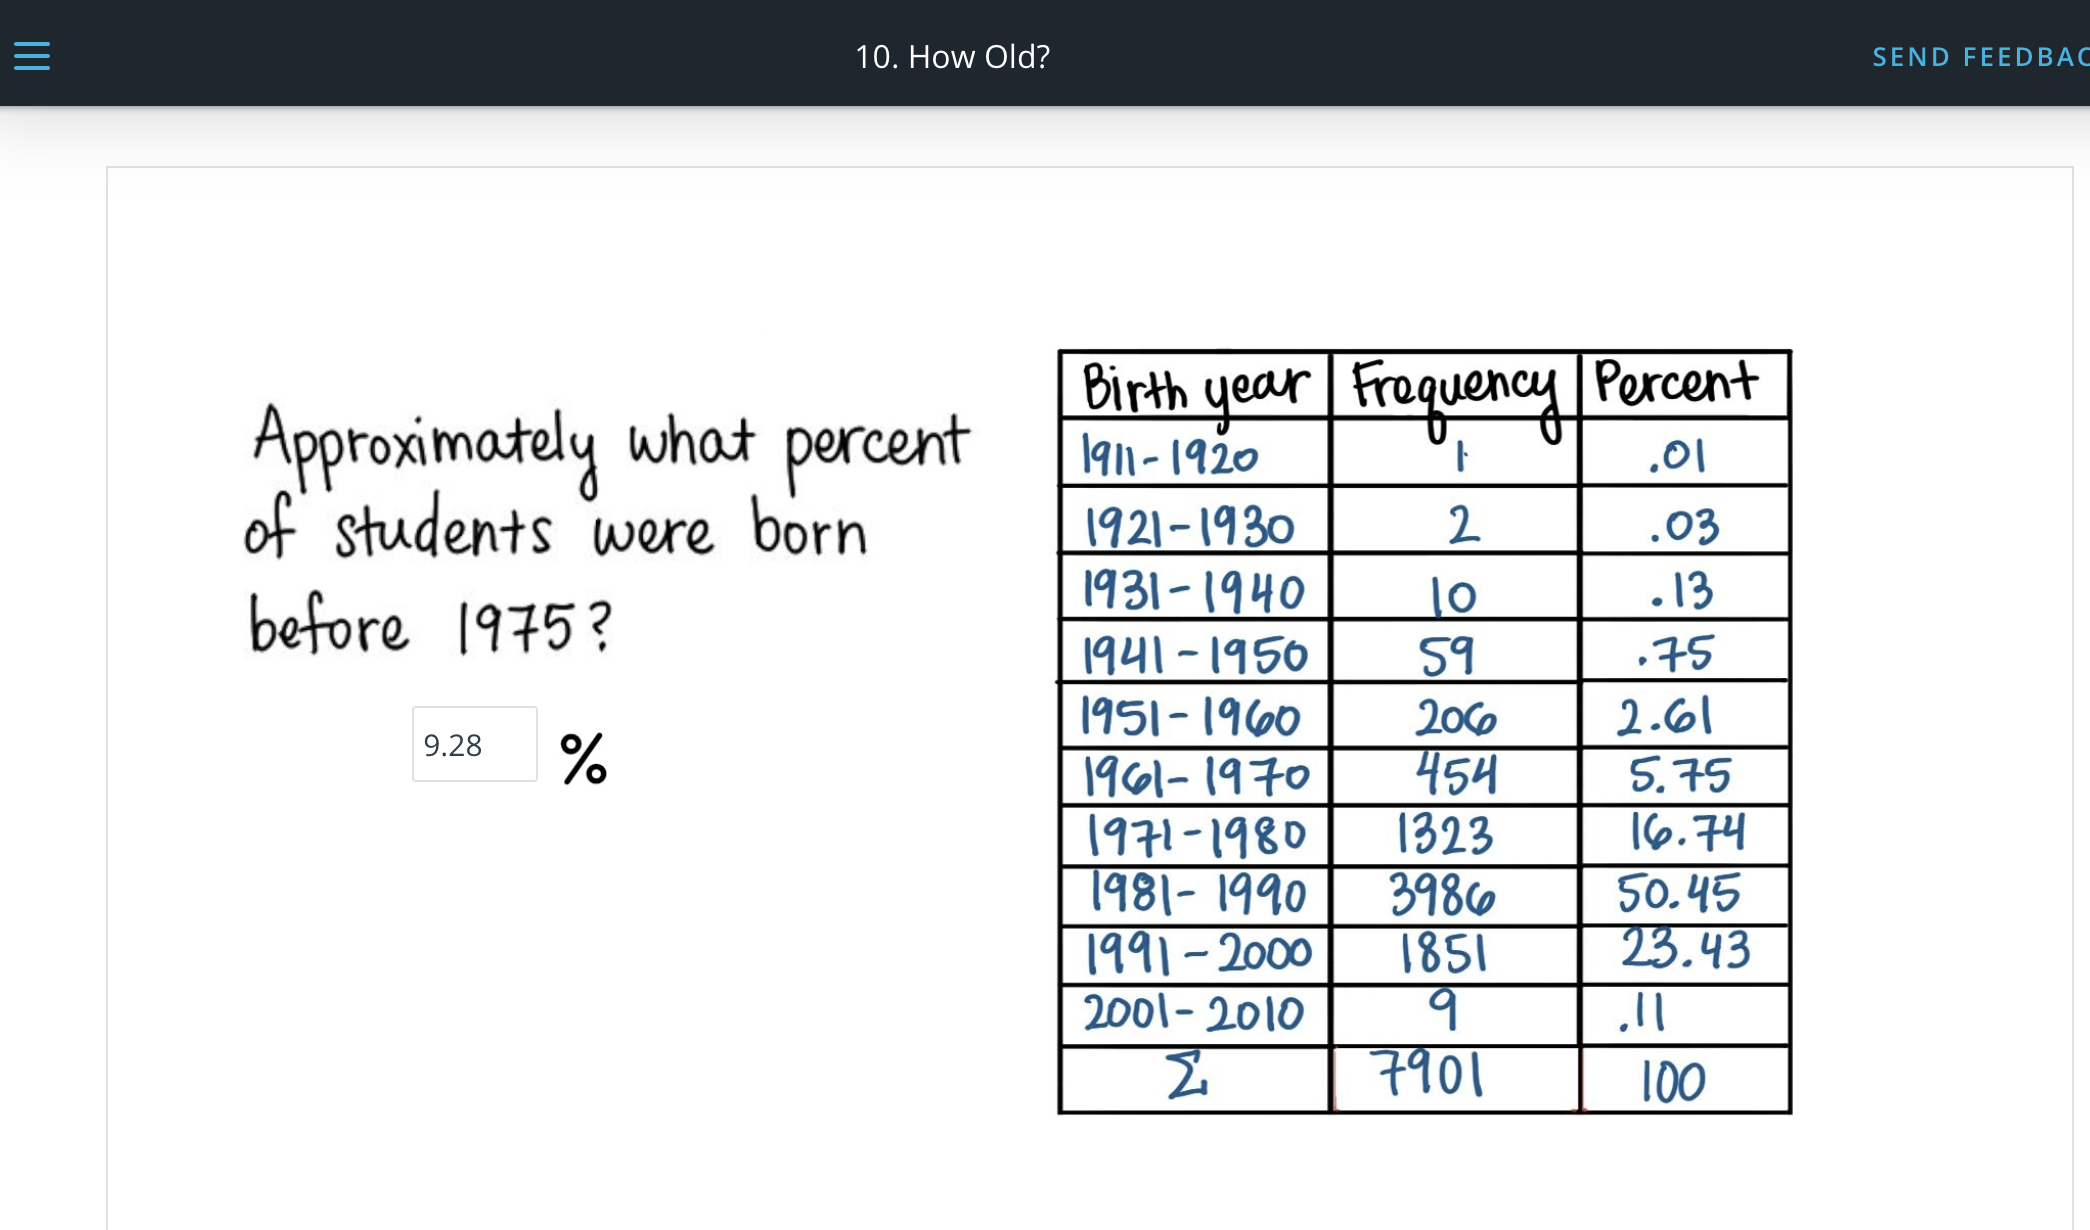 10. How Old?
SEND FEEDBAC
Approximately what percent
of students were born
before 1975?
9.28 %
Birth year Frequency Percent
1911-1920 1 .01
1921-1930 2 .03
1931-1940 10 .13
1941-1950 59 .75
1951-1960 206 2.61
1961-1970 454 5.75
1971-1980 1323 16.74
1981-1990 3986 50.45
1991-2000 1851 23.43
2001-2010 9 .11
Σ 7901 100